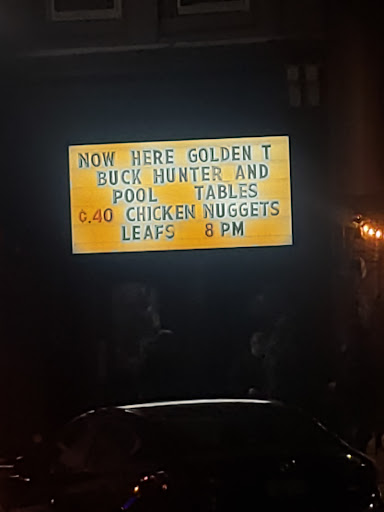 NOW HERE GOLDEN T
BUCK HUNTER AND
POOL TABLES
G.40 CHICKEN NUGGETS
LEAFS 8 PM